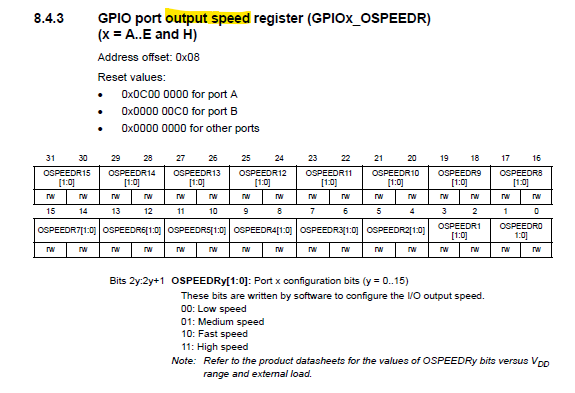 8.4.3 GPIO port output speed register (GPIOx_OSPEEDR)
(x = A..E and H)
Address offset: 0x08
Reset values:
• 0x0C00 0000 for port A
• 0x0000 00C0 for port B
• 0x0000 0000 for other ports
31 30 29 28 27 26 25 24 23 22 21 20 19 18 17 16
OSPEEDR15 OSPEEDR14 OSPEEDR13 OSPEEDR12 OSPEEDR11 OSPEEDR10 OSPEEDR9 OSPEEDR8
[1:0] [1:0] [1:0] [1:0] [1:0] [1:0] [1:0] [1:0]
rw rw rw rw rw rw rw rw rw rw rw rw rw rw rw rw
15 14 13 12 11 10 9 8 7 6 5 4 3 2 1 0
OSPEEDR7[1:0] OSPEEDR6[1:0] OSPEEDR5[1:0] OSPEEDR4[1:0] OSPEEDR3[1:0] OSPEEDR2[1:0] OSPEEDR1 OSPEEDR0
[1:0] 1:0]
rw rw rw rw rw rw rw rw rw rw rw rw rw rw rw rw
Bits 2y:2y+1 OSPEEDRy[1:0]: Port x configuration bits (y = 0..15)
These bits are written by software to configure the I/O output speed.
00: Low speed
01: Medium speed
10: Fast speed
11: High speed
Note: Refer to the product datasheets for the values of OSPEEDRy bits versus VDD
range and external load.